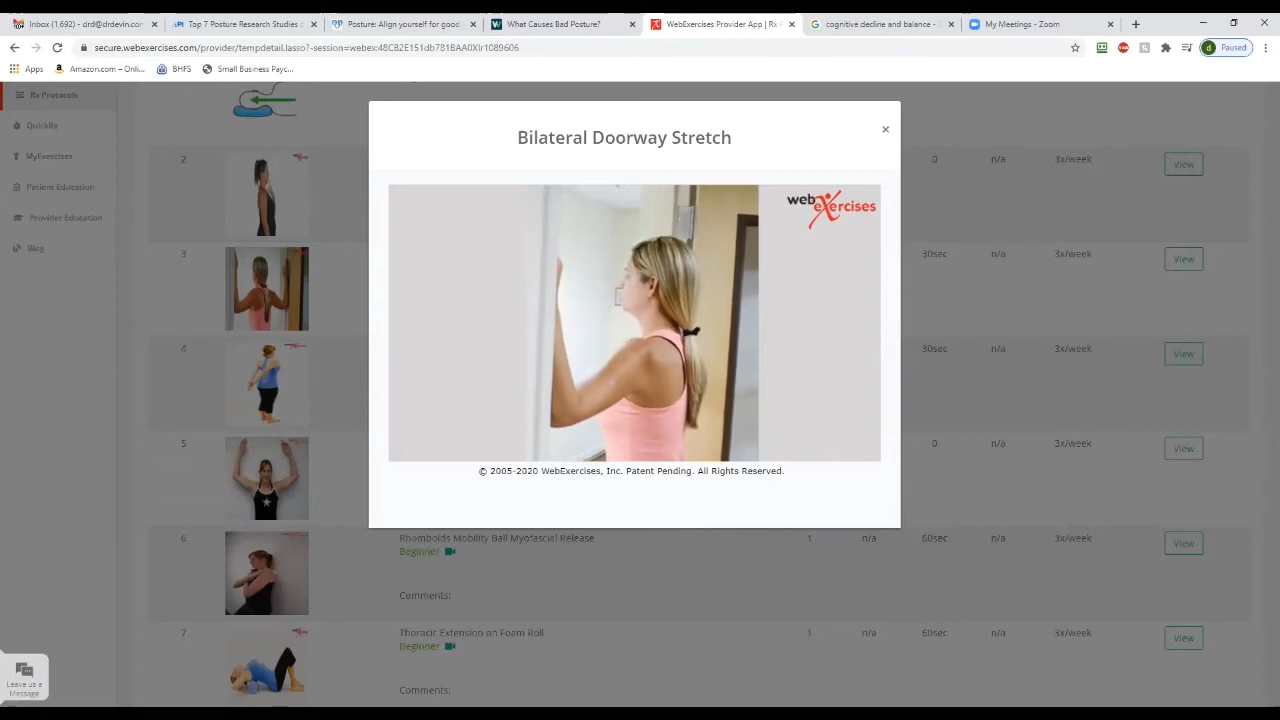 Inbox (1,692) - drdi@drdevin.con
Top 7 Posture Research Studies c
Posture: Align yourself for good
What Causes Bad Posture?
WebExercises Provider App | Rx F
cognitive decline and balance -
My Meetings - Zoom
secure.webexercises.com/provider/tempdetail.lasso?-session=webex:48CB2E151db781BAA0XIr1089606
Paused
Apps
Amazon.com – Onli...
BHFS
Small Business Payc...
Rx Protocols
QuickRx
MyExercises
Patient Education
Provider Education
Blog
Bilateral Doorway Stretch
×
webexercises
© 2005-2020 WebExercises, Inc. Patent Pending. All Rights Reserved.
2 0 n/a 3x/week View
3 30sec n/a 3x/week View
4 30sec n/a 3x/week View
5 0 n/a 3x/week View
6 Rhomboids Mobility Ball Myofascial Release 1 n/a 60sec n/a 3x/week View
Beginner
Comments:
7 Thoracic Extension on Foam Roll 1 n/a 60sec n/a 3x/week View
Beginner
Comments:
Leave us a
Message